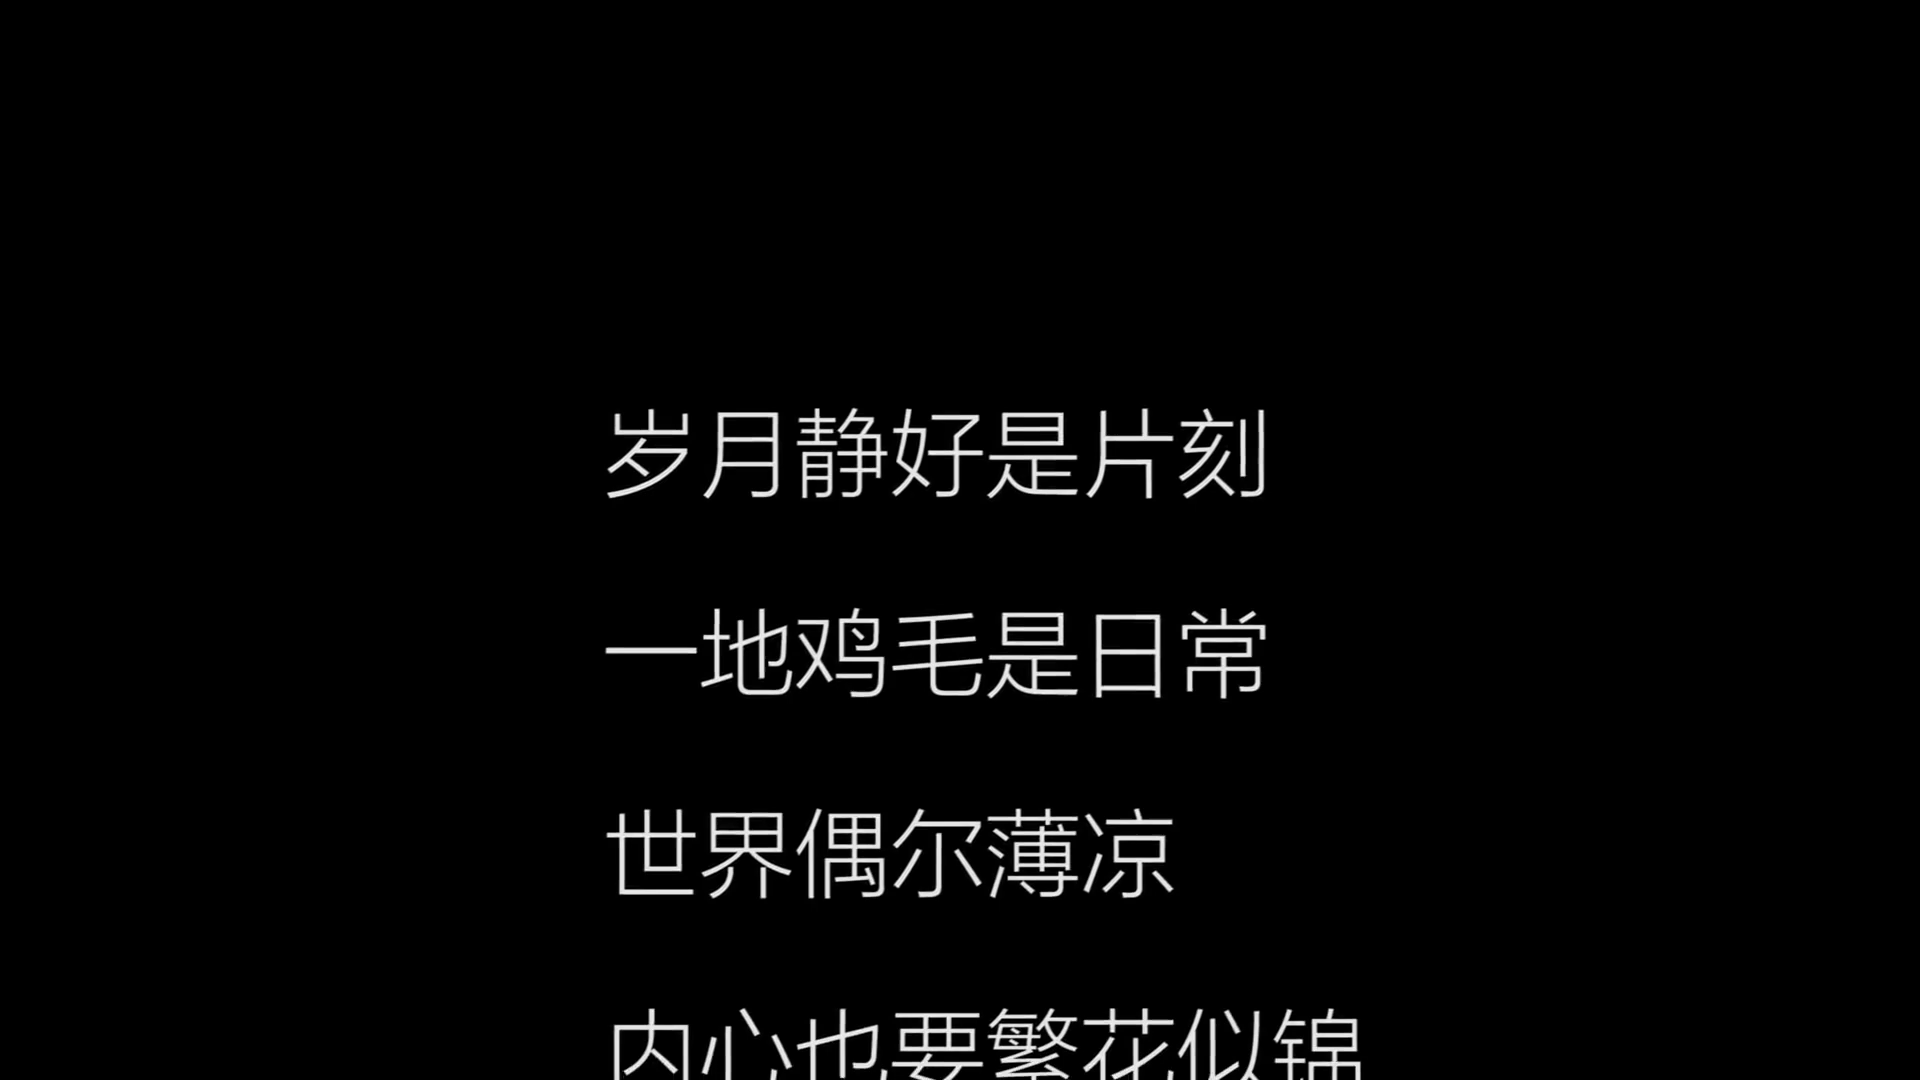 岁月静好是片刻
一地鸡毛是日常
世界偶尔薄凉
内心也要繁花似锦